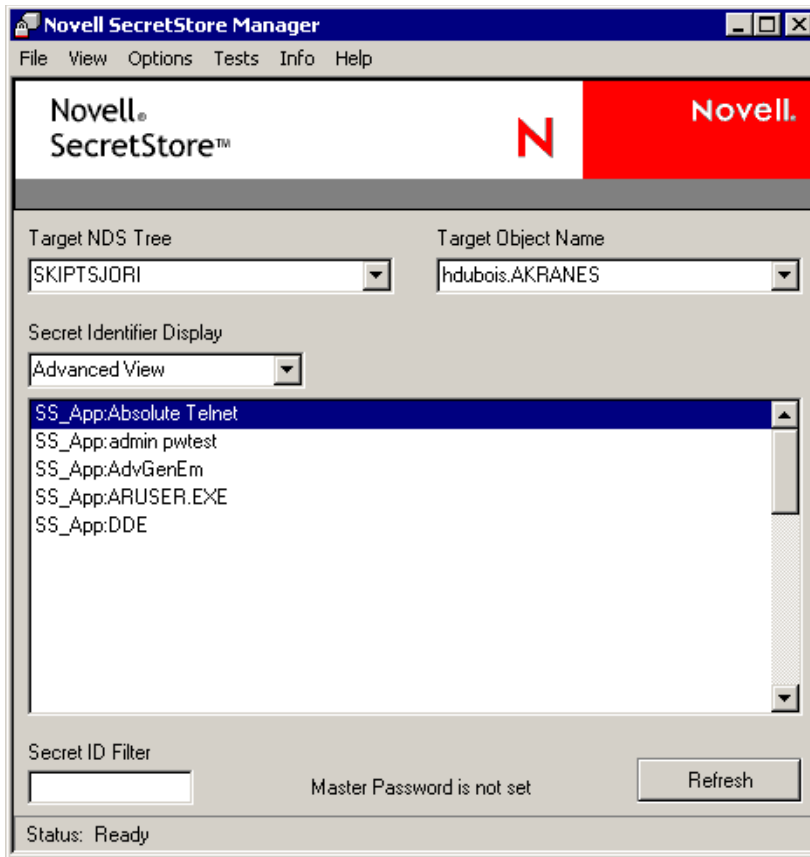 Novell SecretStore Manager
File View Options Tests Info Help
Novell®
SecretStore™
N
Novell®
Target NDS Tree
Target Object Name
SKIPTSJORI
hdubois.AKRANES
Secret Identifier Display
Advanced View
SS_App:Absolute Telnet
SS_App:admin pwtest
SS_App:AdvGenEm
SS_App:ARUSER.EXE
SS_App:DDE
Secret ID Filter
Master Password is not set
Refresh
Status: Ready